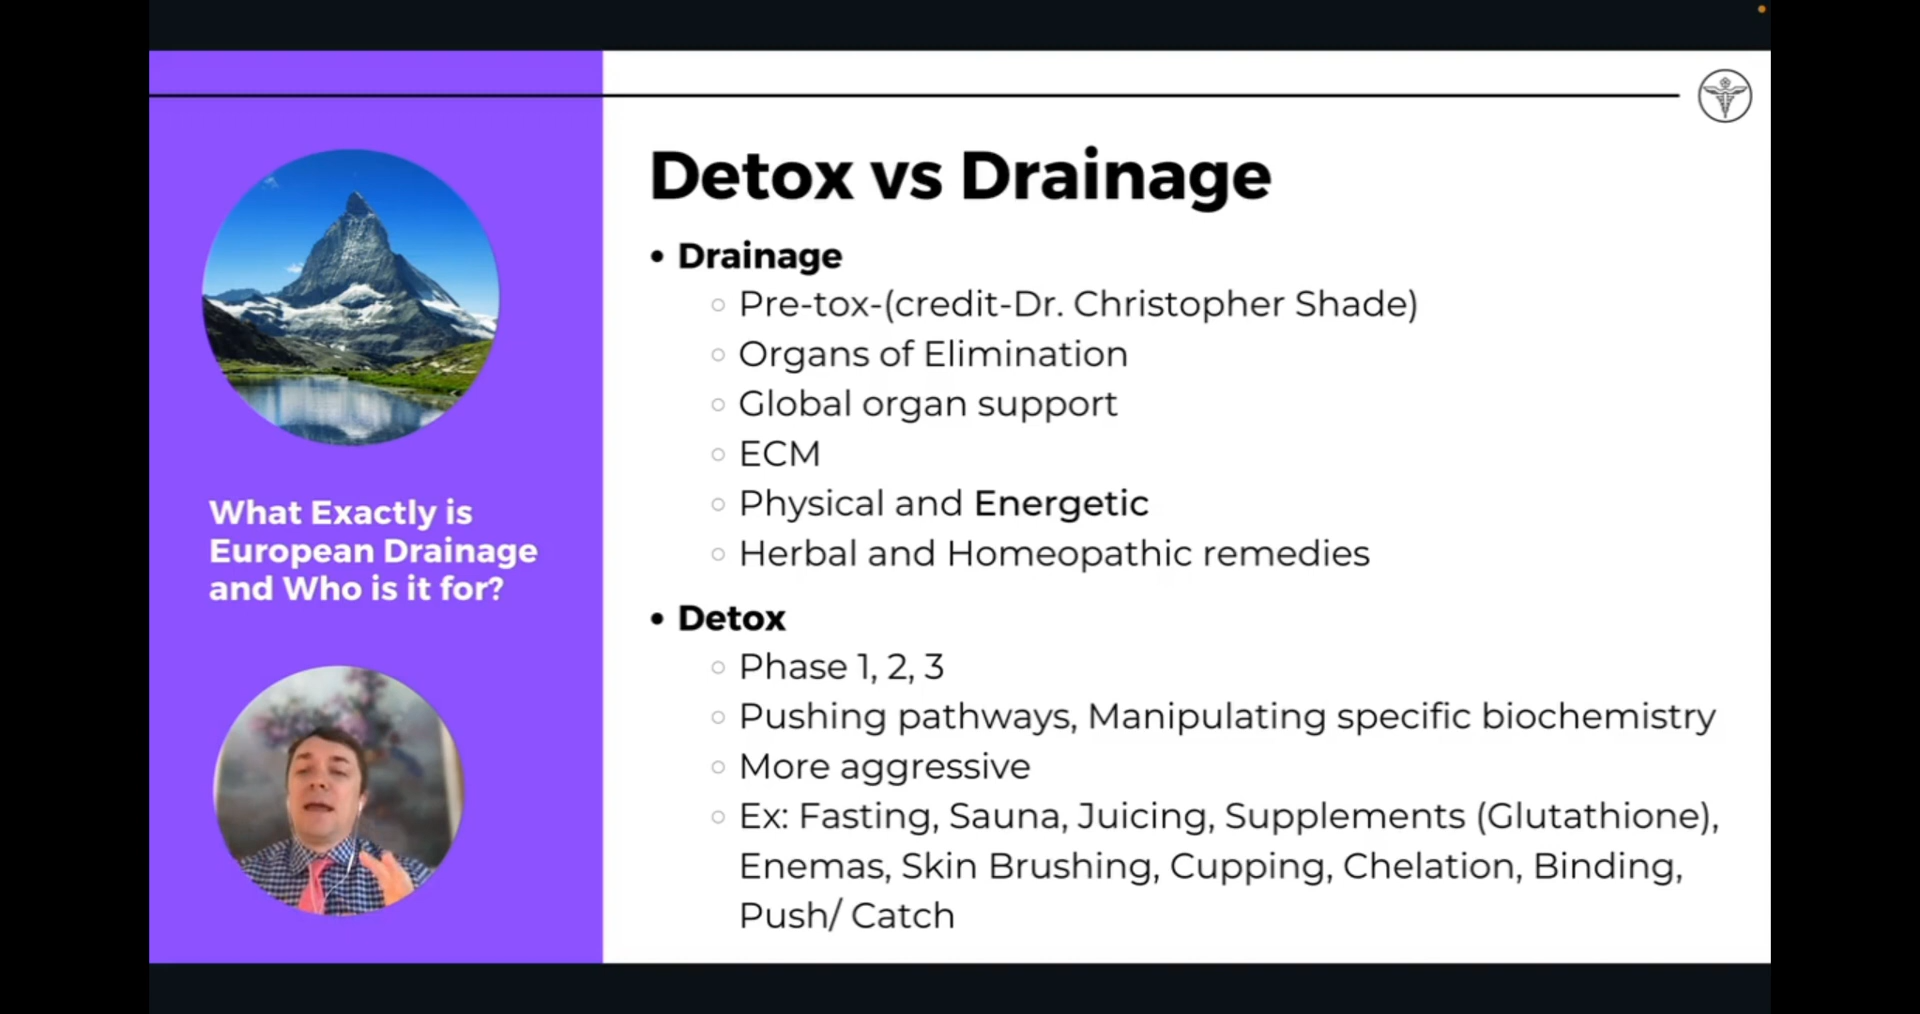 What Exactly is
European Drainage
and Who is it for?
Detox vs Drainage
• Drainage
○ Pre-tox-(credit-Dr. Christopher Shade)
○ Organs of Elimination
○ Global organ support
○ ECM
○ Physical and Energetic
○ Herbal and Homeopathic remedies
• Detox
○ Phase 1, 2, 3
○ Pushing pathways, Manipulating specific biochemistry
○ More aggressive
○ Ex: Fasting, Sauna, Juicing, Supplements (Glutathione),
Enemas, Skin Brushing, Cupping, Chelation, Binding,
Push/ Catch